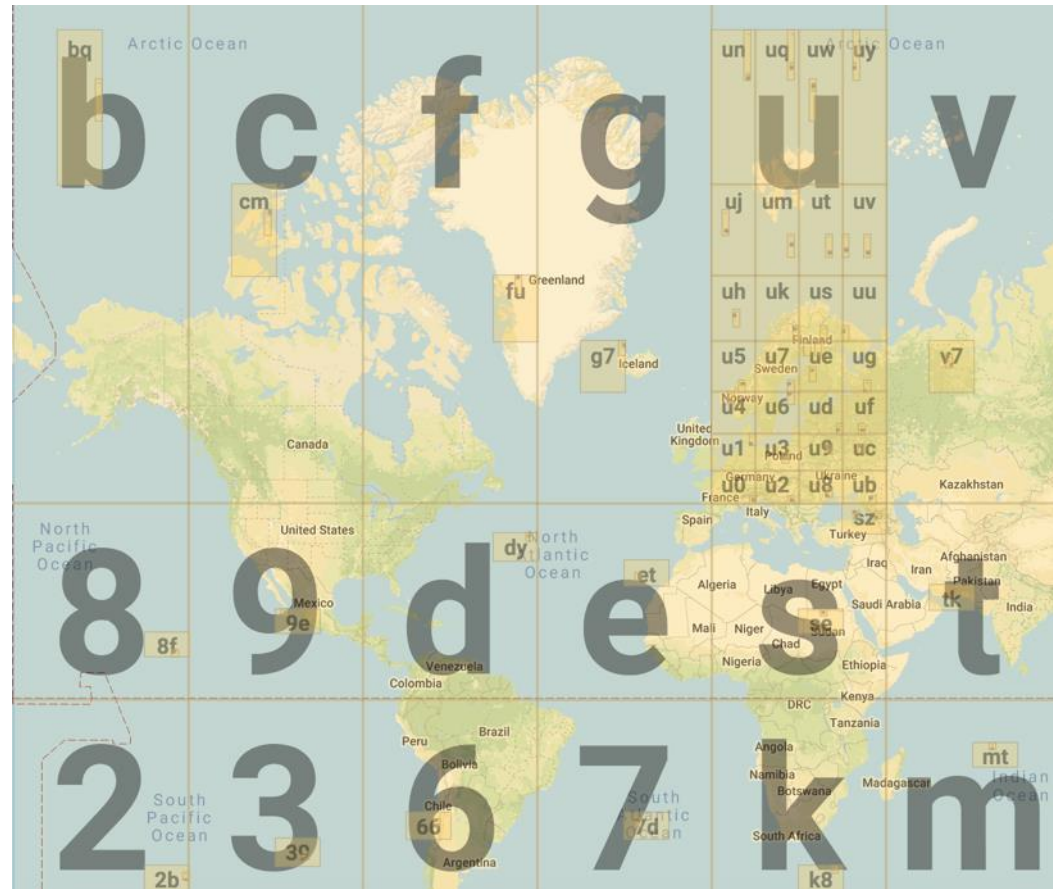 Arctic Ocean
Arctic Ocean
bq
un uq uw uy
b c f g u v
cm
uj um ut uv
fu
Greenland
uh uk us uu
Finland
g7
Iceland
u5 u7 ue ug
v7
Sweden
Norway
u4 u6 ud uf
United
Kingdom
Canada
u1 u3 u9 uc
Poland
Germany
Ukraine
u0 u2 u8 ub
Kazakhstan
France
Italy
Spain
sz
Turkey
North
Pacific
Ocean
United States
dy
North
Atlantic
Ocean
Iraq
Iran
Afghanistan
Pakistan
et
Algeria
Libya
Egypt
8 9 d e s t
Mexico
9e
Saudi Arabia
tk
India
8f
Mali
Niger
Chad
se
Sudan
Nigeria
Ethiopia
Venezuela
Colombia
Kenya
DRC
Tanzania
Peru
Brazil
Bolivia
Angola
Namibia
Botswana
Madagascar
mt
Indian
Ocean
2 3 6 7 k m
South
Pacific
Ocean
Chile
66
South
Atlantic
Ocean
7d
South Africa
39
Argentina
2b
k8